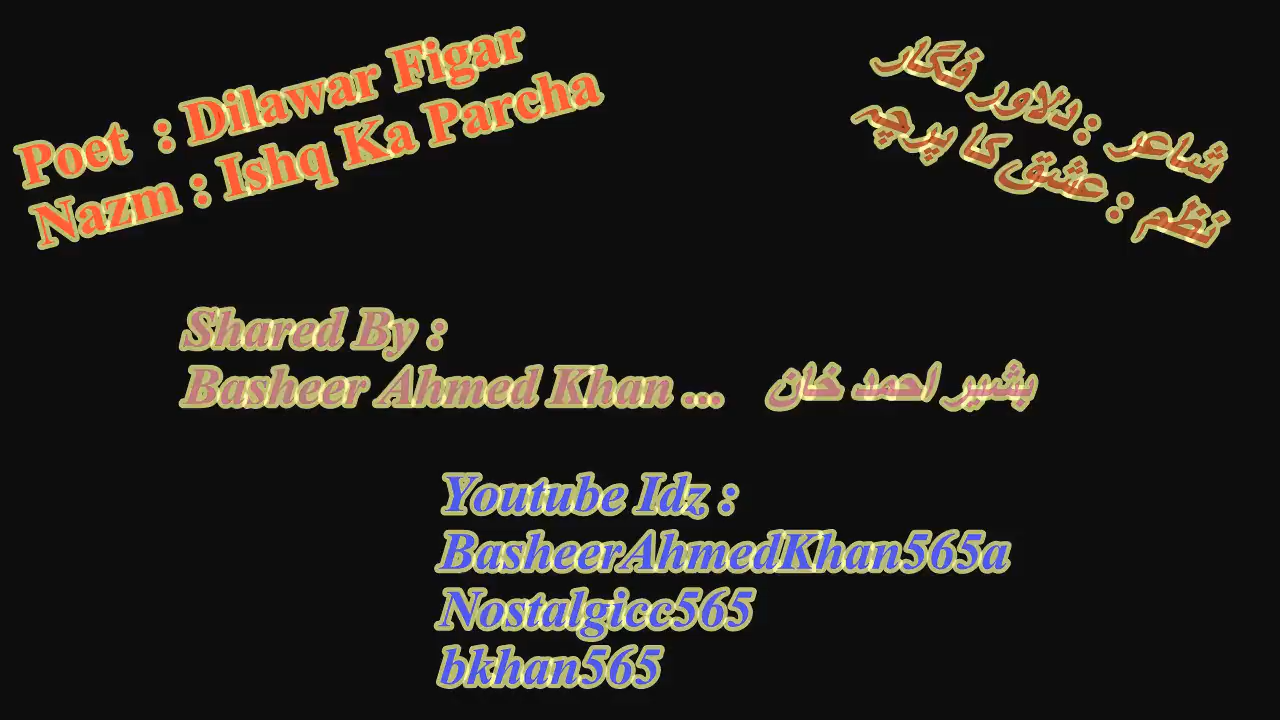 Poet : Dilawar Figar
Nazm : Ishq Ka Parcha
شاعر : دلاور فگار
نظم : عشق کا پرچہ
Shared By :
Basheer Ahmed Khan ... بشیر احمد خان
Youtube Idz :
BasheerAhmedKhan565a
Nostalgicc565
bkhan565